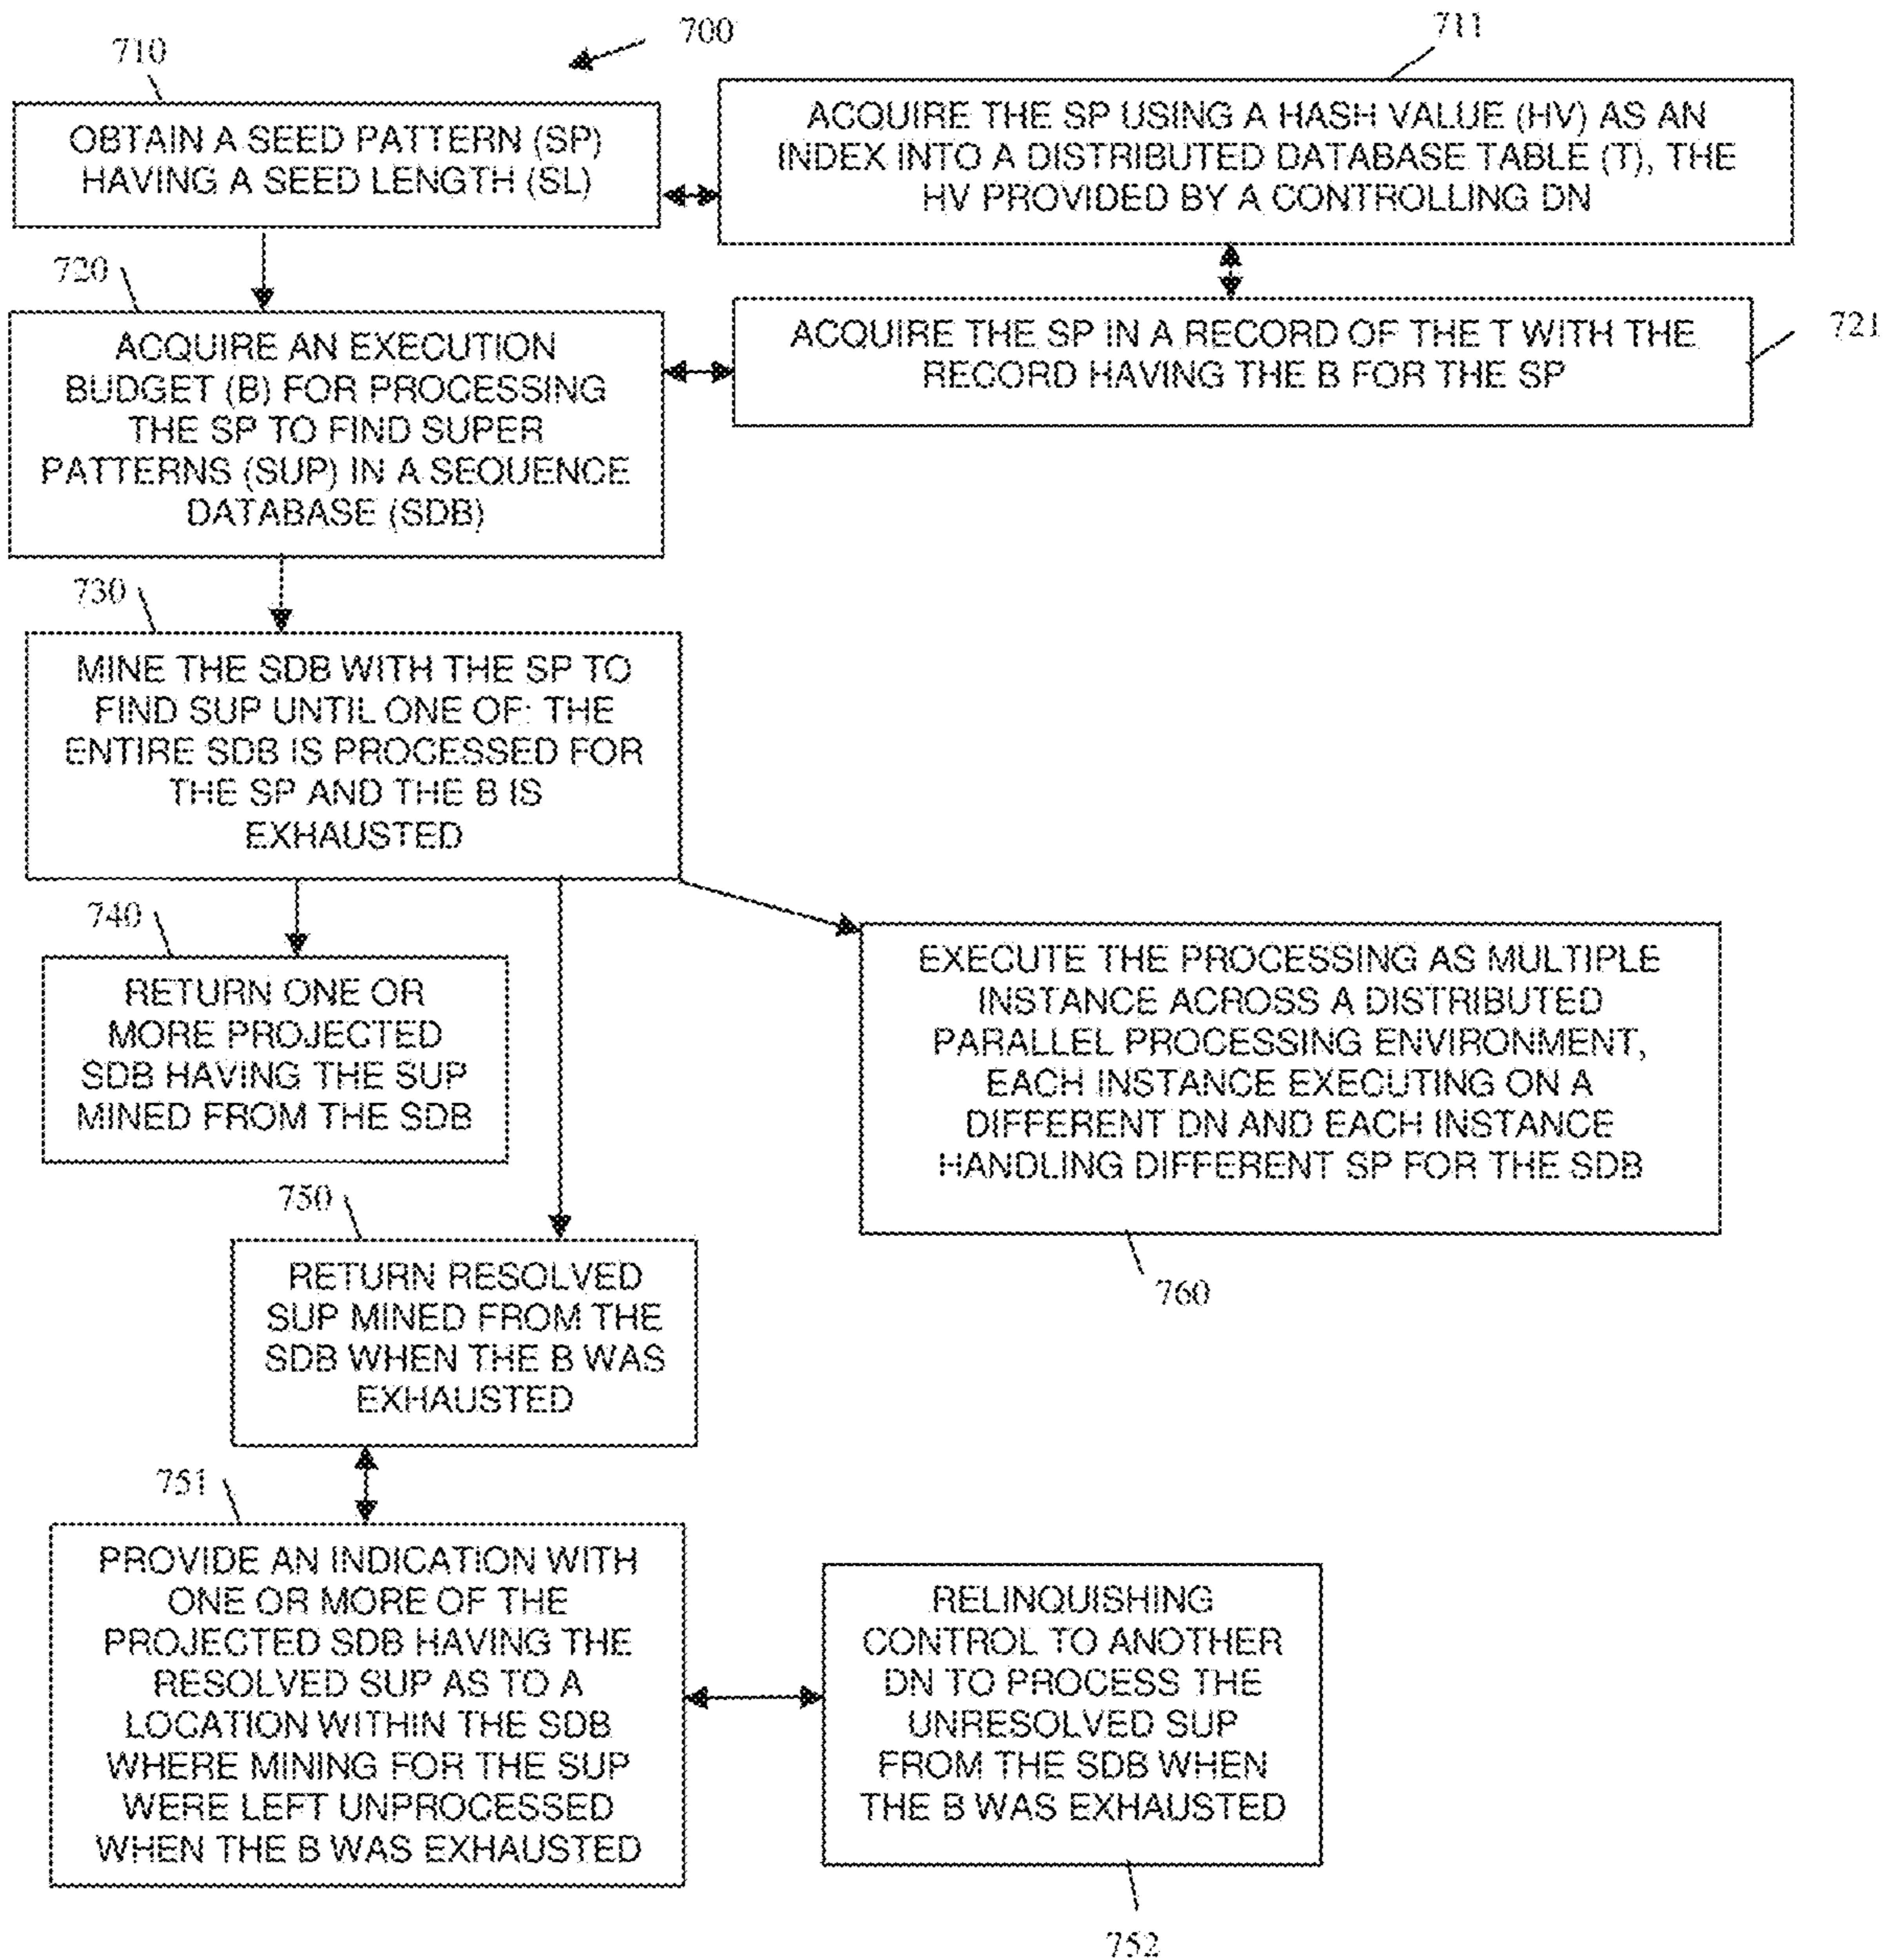 700
710
OBTAIN A SEED PATTERN (SP)
HAVING A SEED LENGTH (SL)
711
ACQUIRE THE SP USING A HASH VALUE (HV) AS AN
INDEX INTO A DISTRIBUTED DATABASE TABLE (T), THE
HV PROVIDED BY A CONTROLLING DN
720
ACQUIRE AN EXECUTION
BUDGET (B) FOR PROCESSING
THE SP TO FIND SUPER
PATTERNS (SUP) IN A SEQUENCE
DATABASE (SDB)
721
ACQUIRE THE SP IN A RECORD OF THE T WITH THE
RECORD HAVING THE B FOR THE SP
730
MINE THE SDB WITH THE SP TO
FIND SUP UNTIL ONE OF: THE
ENTIRE SDB IS PROCESSED FOR
THE SP AND THE B IS
EXHAUSTED
740
RETURN ONE OR
MORE PROJECTED
SDB HAVING THE SUP
MINED FROM THE SDB
EXECUTE THE PROCESSING AS MULTIPLE
INSTANCE ACROSS A DISTRIBUTED
PARALLEL PROCESSING ENVIRONMENT,
EACH INSTANCE EXECUTING ON A
DIFFERENT DN AND EACH INSTANCE
HANDLING DIFFERENT SP FOR THE SDB
760
750
RETURN RESOLVED
SUP MINED FROM THE
SDB WHEN THE B WAS
EXHAUSTED
751
PROVIDE AN INDICATION WITH
ONE OR MORE OF THE
PROJECTED SDB HAVING THE
RESOLVED SUP AS TO A
LOCATION WITHIN THE SDB
WHERE MINING FOR THE SUP
WERE LEFT UNPROCESSED
WHEN THE B WAS EXHAUSTED
RELINQUISHING
CONTROL TO ANOTHER
DN TO PROCESS THE
UNRESOLVED SUP
FROM THE SDB WHEN
THE B WAS EXHAUSTED
752